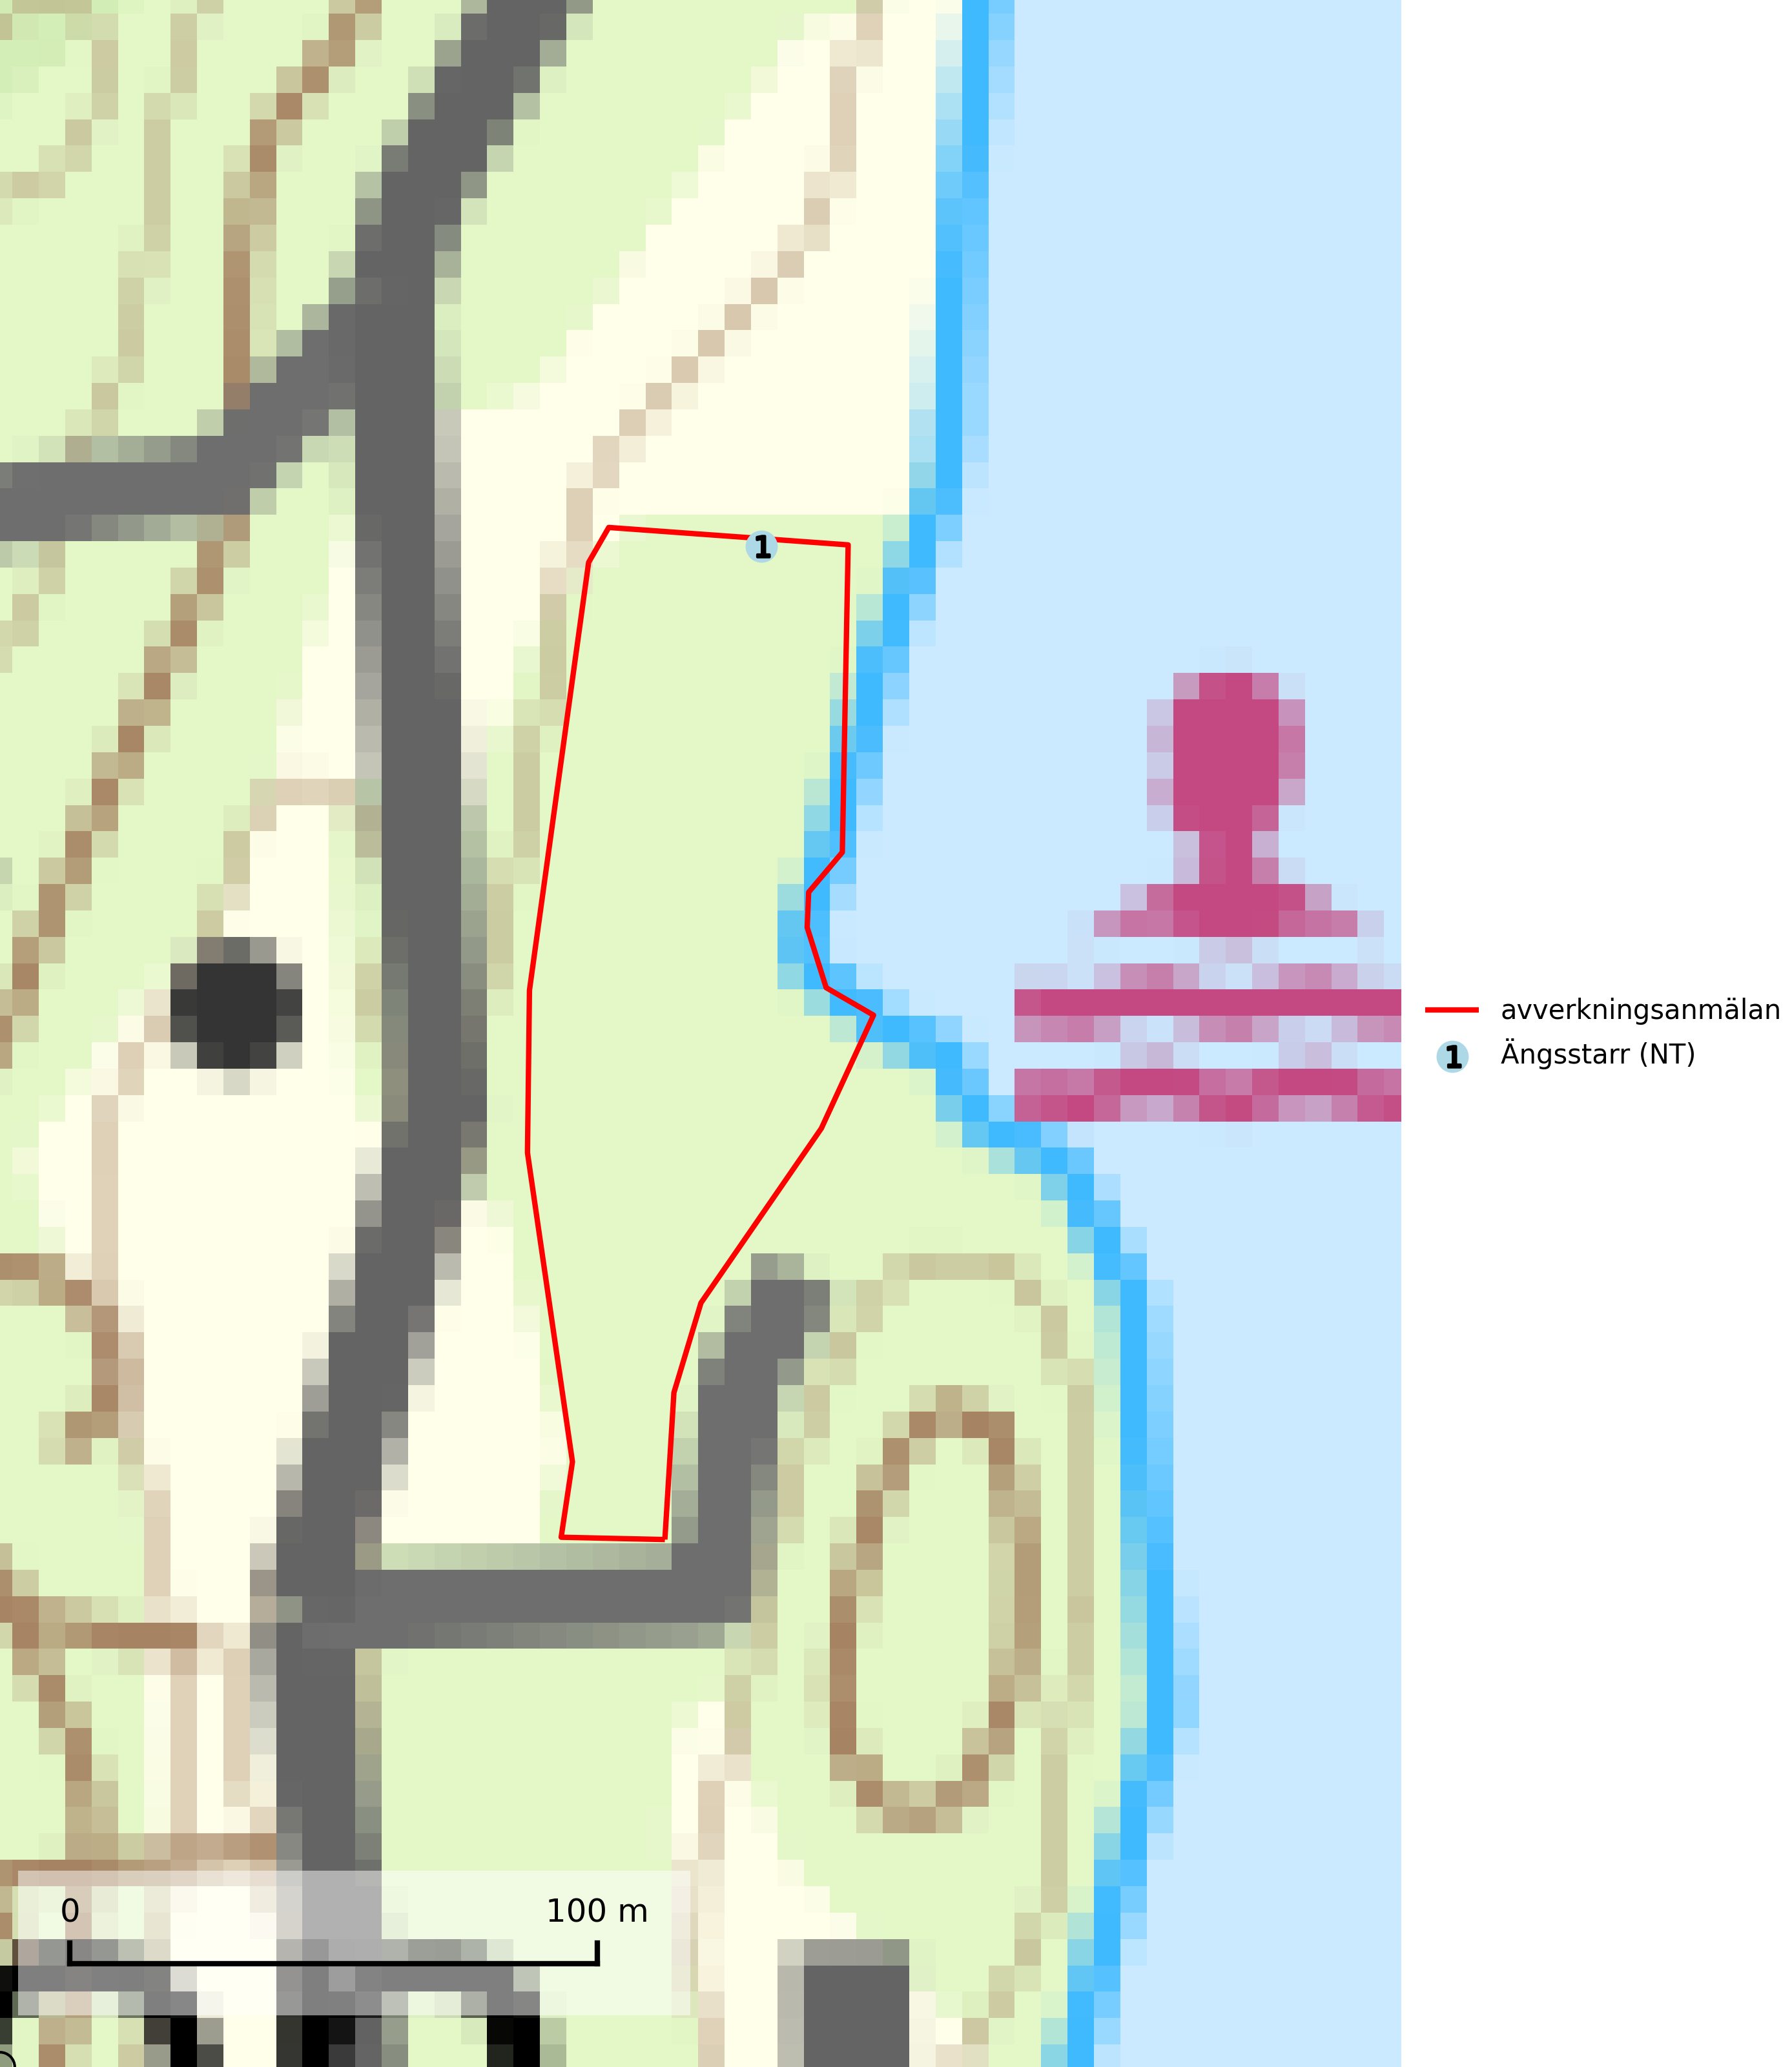 1
avverkningsanmälan
1 Ängsstarr (NT)
0 100 m